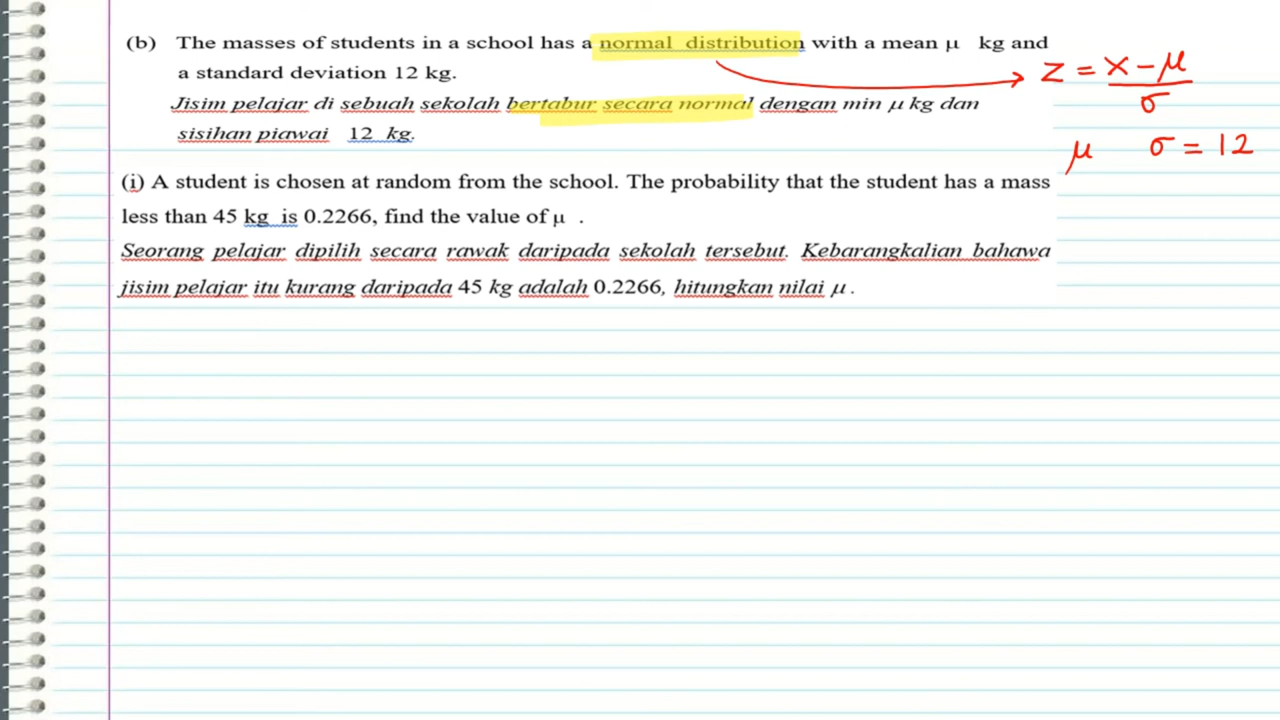 (b) The masses of students in a school has a normal distribution with a mean μ kg and
a standard deviation 12 kg.
Jisim pelajar di sebuah sekolah bertabur secara normal dengan min μ kg dan
sisihan piawai 12 kg.
z = x - μ / σ
μ σ = 12
(i) A student is chosen at random from the school. The probability that the student has a mass
less than 45 kg is 0.2266, find the value of μ .
Seorang pelajar dipilih secara rawak daripada sekolah tersebut. Kebarangkalian bahawa
jisim pelajar itu kurang daripada 45 kg adalah 0.2266, hitungkan nilai μ .